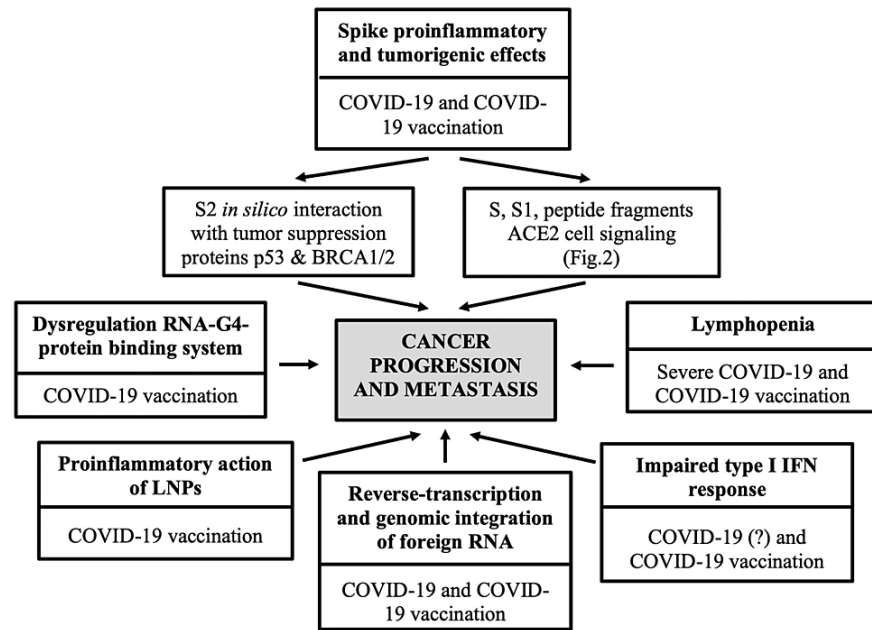 Spike proinflammatory
and tumorigenic effects
COVID-19 and COVID-
19 vaccination
S2 in silico interaction
with tumor suppression
proteins p53 & BRCA1/2
S, S1, peptide fragments
ACE2 cell signaling
(Fig.2)
Dysregulation RNA-G4-
protein binding system
COVID-19 vaccination
CANCER
PROGRESSION
AND METASTASIS
Lymphopenia
Severe COVID-19 and
COVID-19 vaccination
Proinflammatory action
of LNPs
COVID-19 vaccination
Reverse-transcription
and genomic integration
of foreign RNA
COVID-19 and COVID-
19 vaccination
Impaired type I IFN
response
COVID-19 (?) and
COVID-19 vaccination